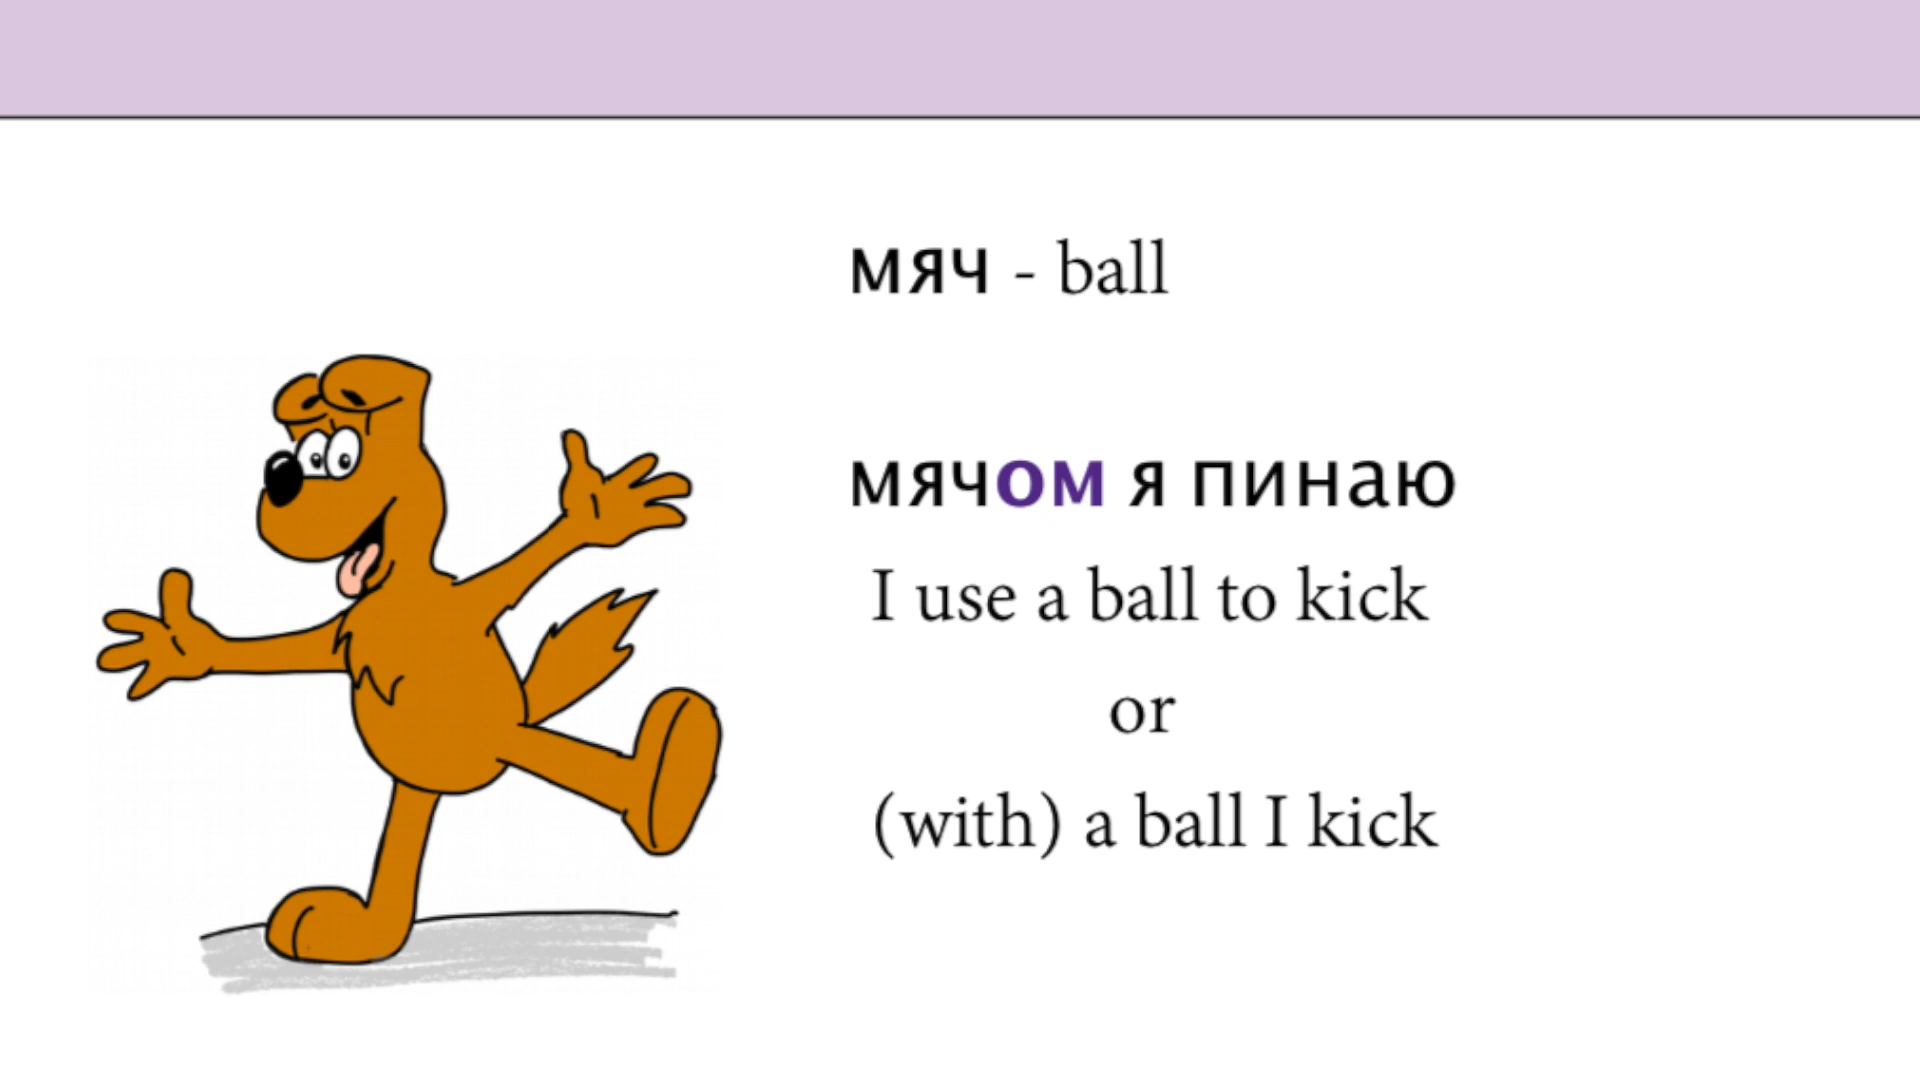 мяч - ball
мячом я пинаю
I use a ball to kick
or
(with) a ball I kick